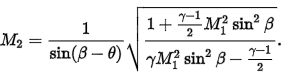 M_2 = \frac{1}{\sin(\beta - \theta)} \sqrt{\frac{1 + \frac{\gamma - 1}{2} M_1^2 \sin^2 \beta}{\gamma M_1^2 \sin^2 \beta - \frac{\gamma - 1}{2}}}.